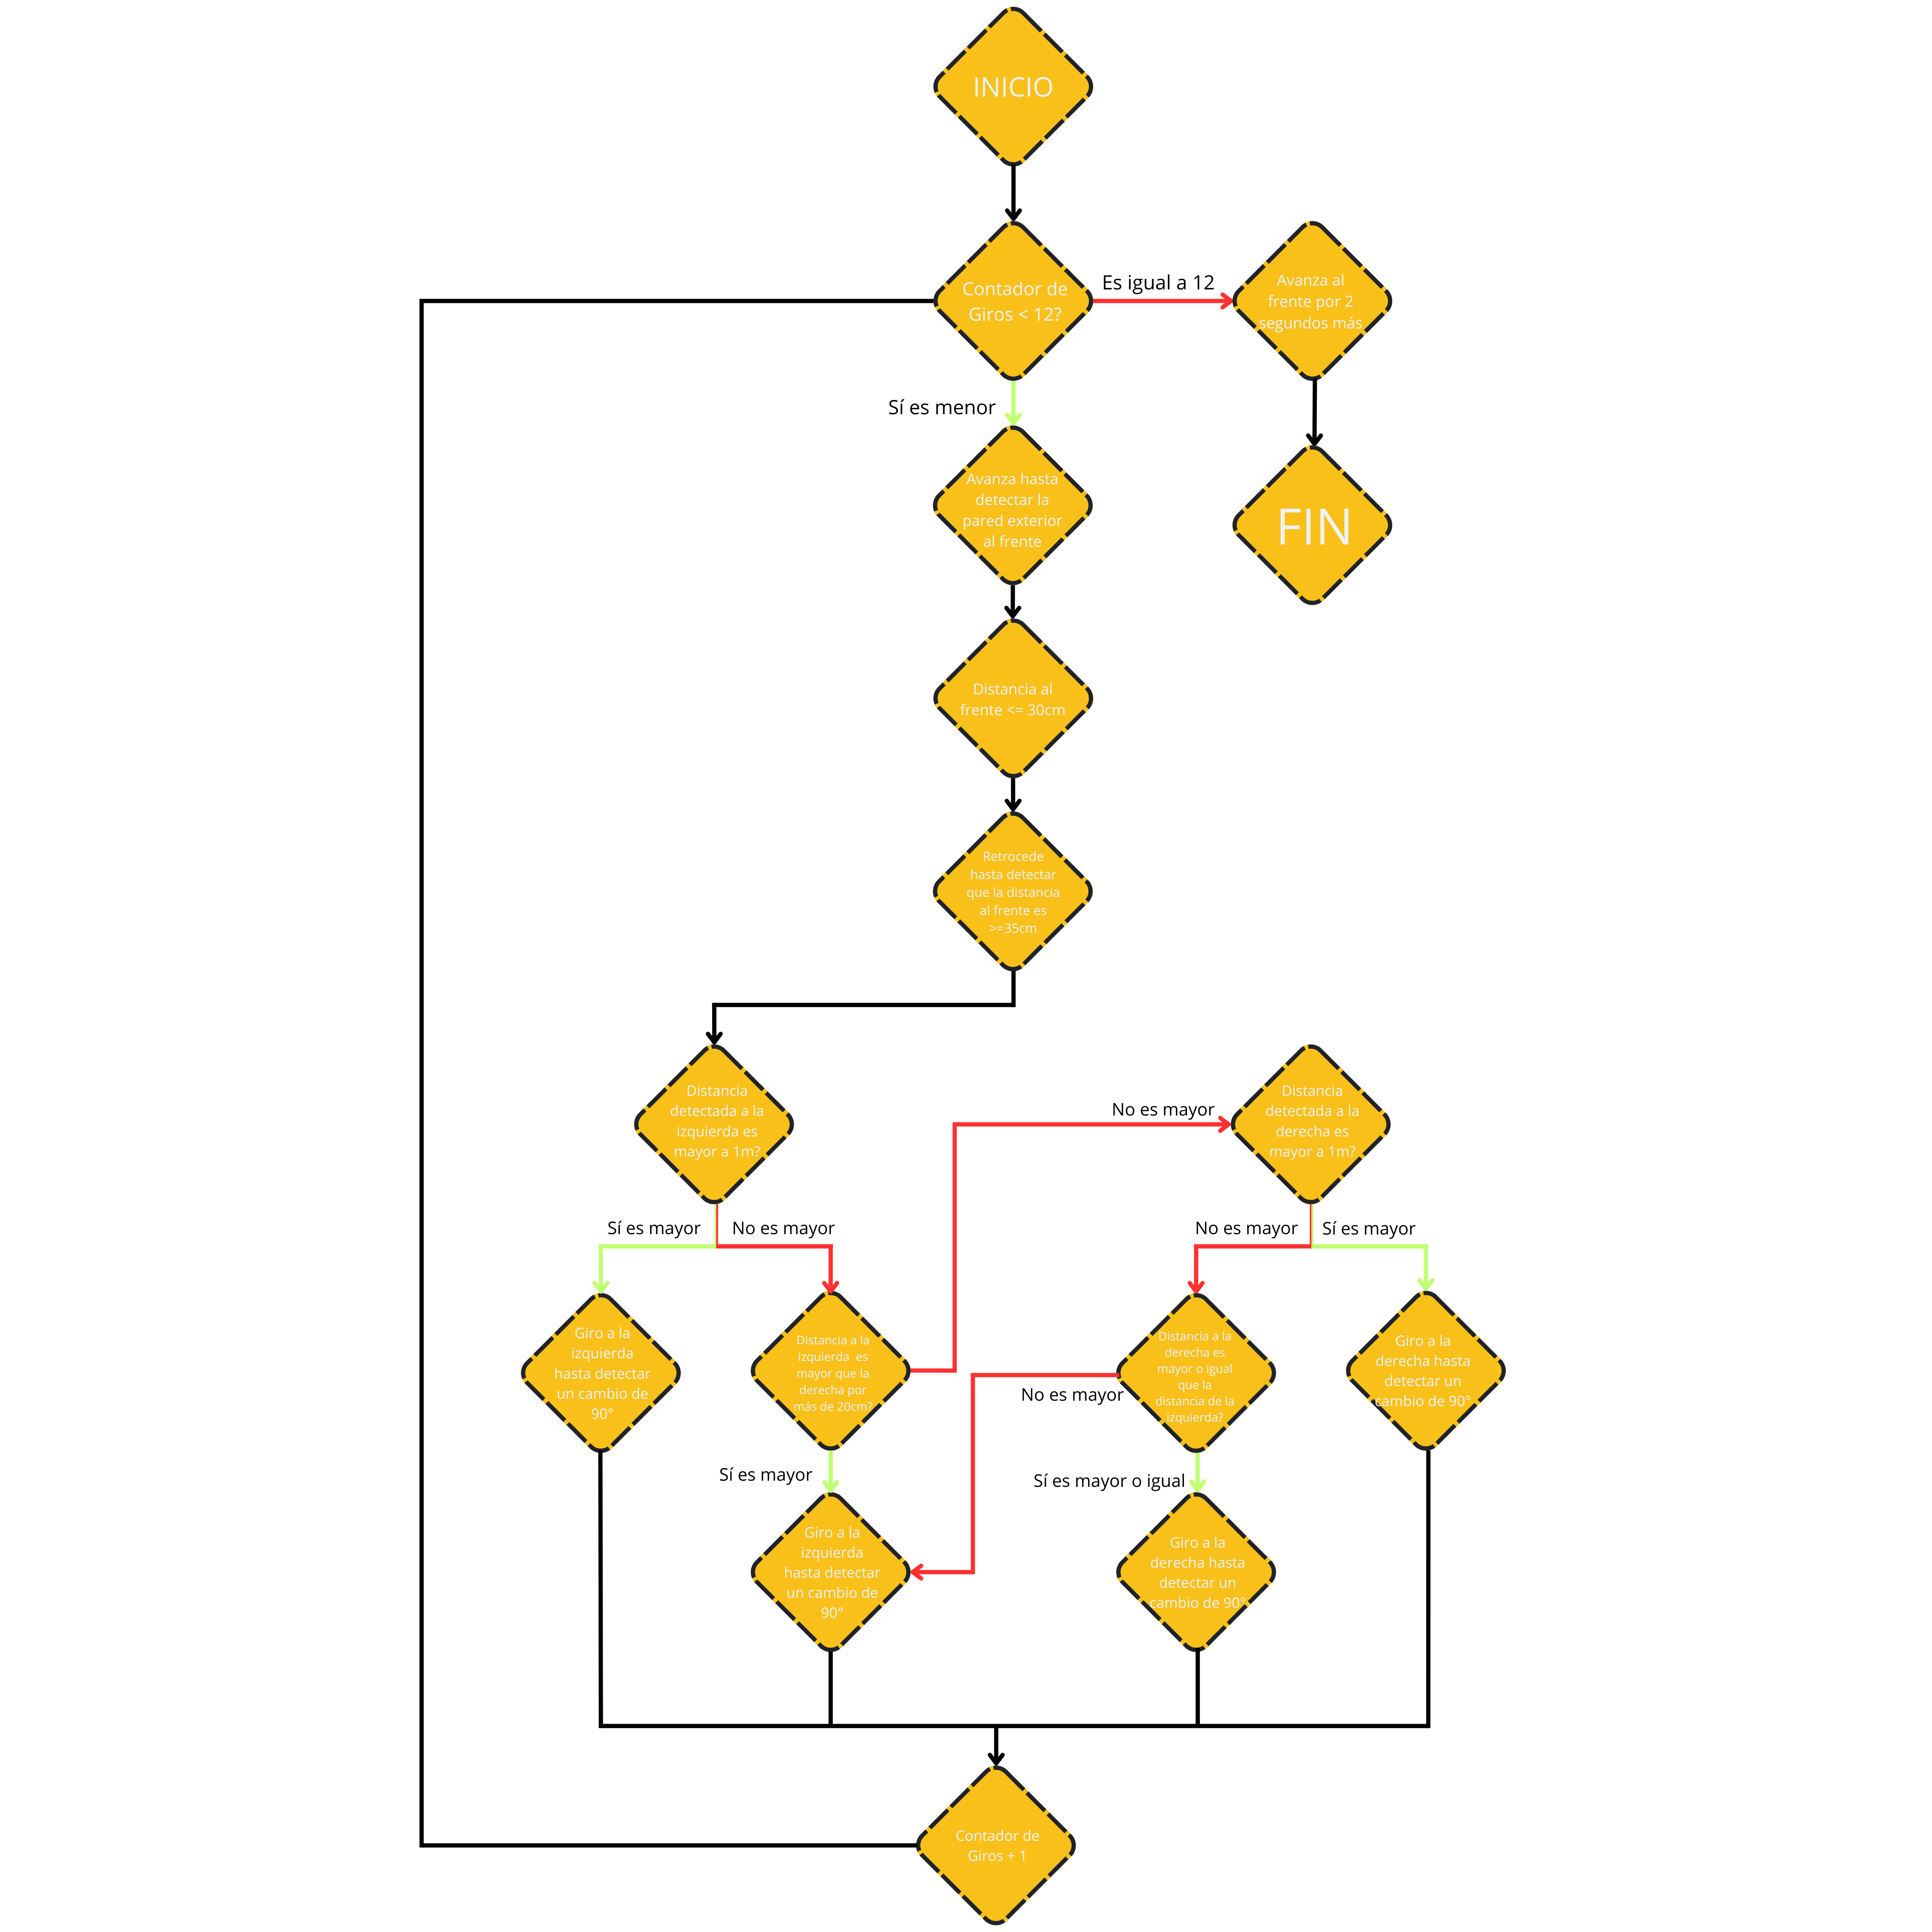 INICIO
Contador de
Giros < 12?
Es igual a 12
Avanza al
frente por 2
segundos más
Sí es menor
Avanza hasta
detectar la
pared exterior
al frente
FIN
Distancia al
frente <= 30cm
Retrocede
hasta detectar
que la distancia
al frente es
>=35cm
Distancia
detectada a la
izquierda es
mayor a 1m?
No es mayor
Distancia
detectada a la
derecha es
mayor a 1m?
Sí es mayor
No es mayor
No es mayor
Sí es mayor
Giro a la
izquierda
hasta detectar
un cambio de
90°
Distancia a la
izquierda es
mayor que la
derecha por
más de 20cm?
No es mayor
Distancia a la
derecha es
mayor o igual
que la
distancia de la
izquierda?
Giro a la
derecha hasta
detectar un
cambio de 90°
Sí es mayor
Sí es mayor o igual
Giro a la
izquierda
hasta detectar
un cambio de
90°
Giro a la
derecha hasta
detectar un
cambio de 90°
Contador de
Giros + 1